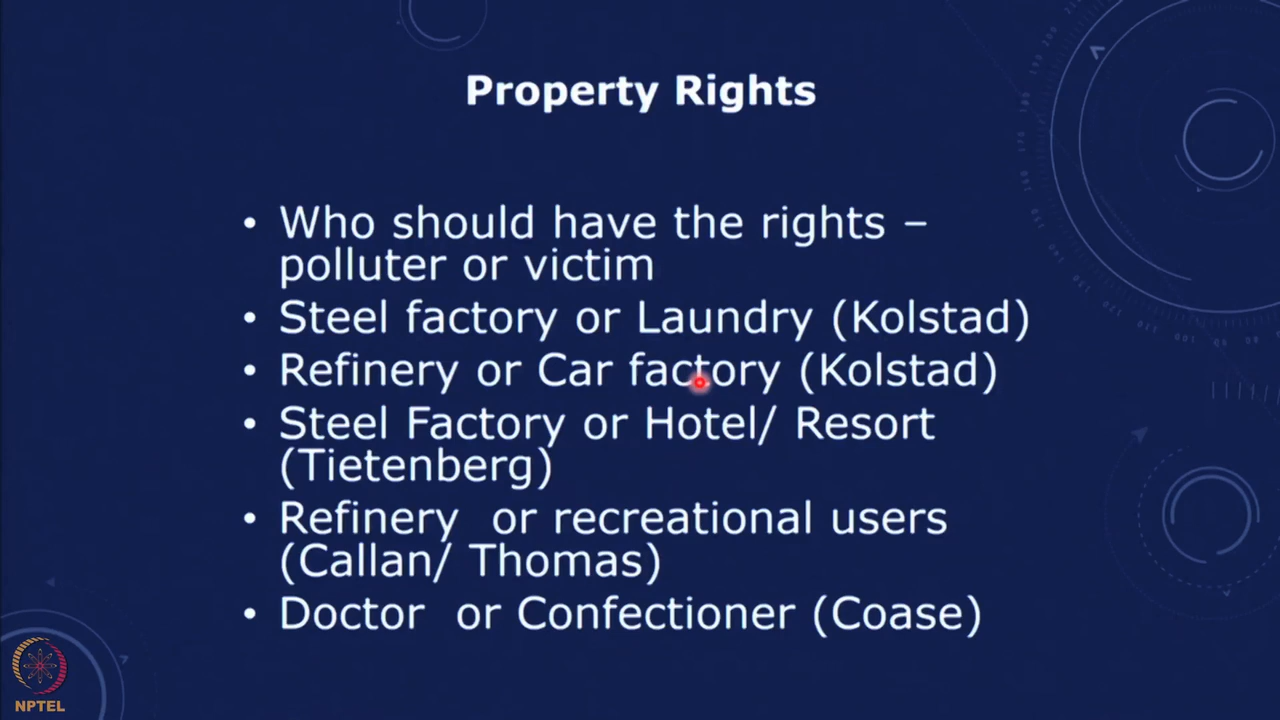 Property Rights
• Who should have the rights –
polluter or victim
• Steel factory or Laundry (Kolstad)
• Refinery or Car factory (Kolstad)
• Steel Factory or Hotel/ Resort
(Tietenberg)
• Refinery  or recreational users
(Callan/ Thomas)
• Doctor  or Confectioner (Coase)
NPTEL